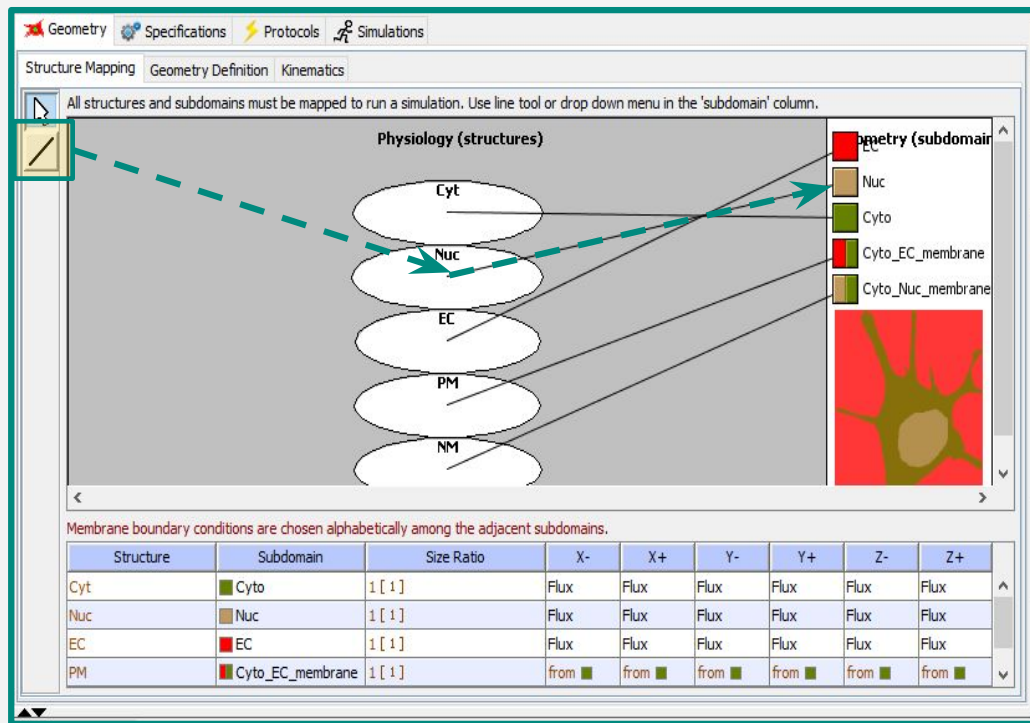 Geometry Specifications Protocols Simulations
Structure Mapping Geometry Definition Kinematics
All structures and subdomains must be mapped to run a simulation. Use line tool or drop down menu in the 'subdomain' column.
Physiology (structures)
Cyt
Nuc
EC
PM
NM
ometry (subdomair
EC
Nuc
Cyto
Cyto_EC_membrane
Cyto_Nuc_membrane
Membrane boundary conditions are chosen alphabetically among the adjacent subdomains.
Structure Subdomain Size Ratio X- X+ Y- Y+ Z- Z+
Cyt Cyto 1 [ 1 ] Flux Flux Flux Flux Flux Flux
Nuc Nuc 1 [ 1 ] Flux Flux Flux Flux Flux Flux
EC EC 1 [ 1 ] Flux Flux Flux Flux Flux Flux
PM Cyto_EC_membrane 1 [ 1 ] from from from from from from